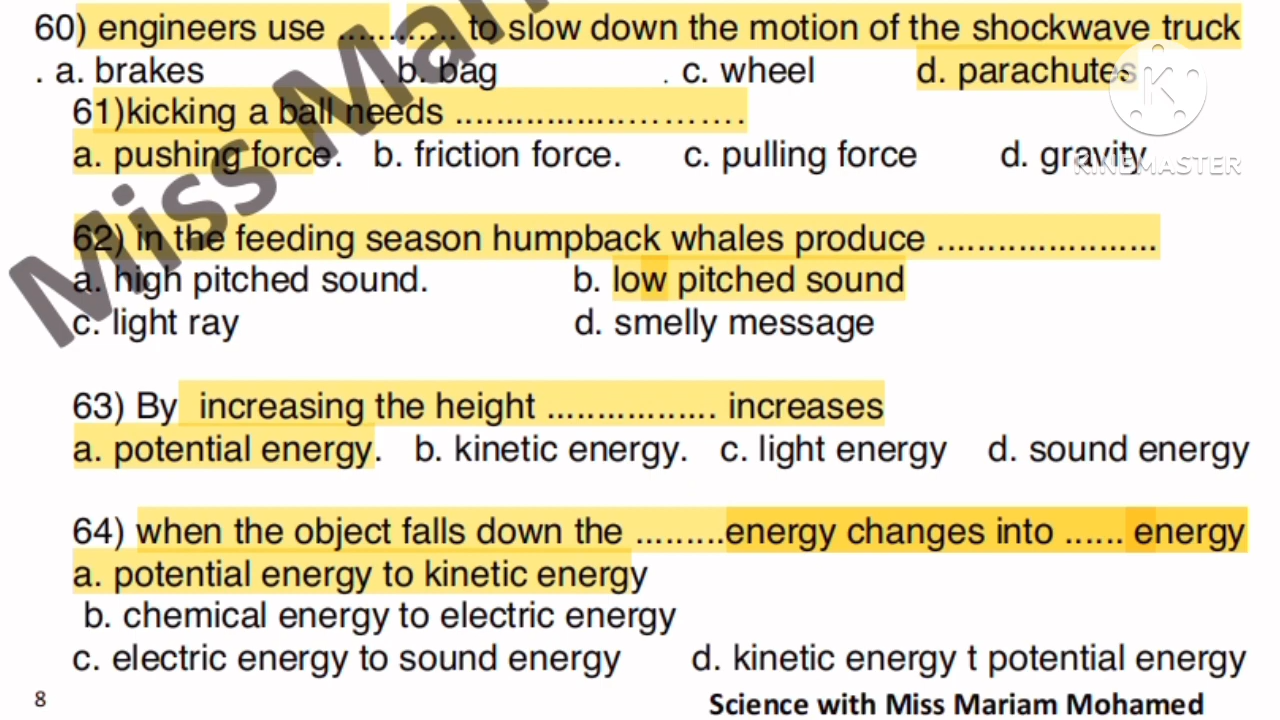 60) engineers use ............ to slow down the motion of the shockwave truck
. a. brakes . b. bag . c. wheel d. parachutes
61)kicking a ball needs ..........................
a. pushing force. b. friction force. c. pulling force d. gravity
KINEMASTER
62) in the feeding season humpback whales produce ......................
a. high pitched sound. b. low pitched sound
c. light ray d. smelly message
63) By increasing the height ................. increases
a. potential energy. b. kinetic energy. c. light energy d. sound energy
64) when the object falls down the .........energy changes into ...... energy
a. potential energy to kinetic energy
b. chemical energy to electric energy
c. electric energy to sound energy d. kinetic energy t potential energy
8 Science with Miss Mariam Mohamed
Miss Mari